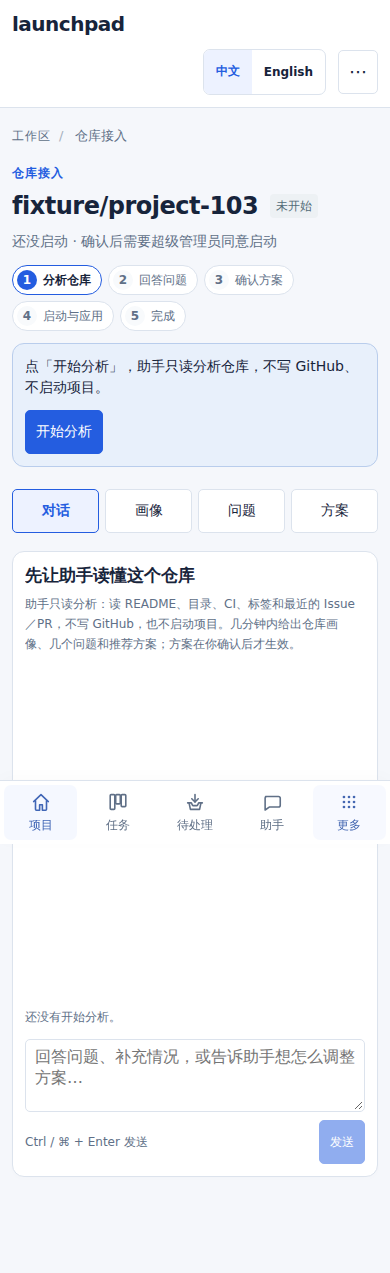 launchpad
中文 English ⋯
工作区 / 仓库接入
仓库接入
fixture/project-103 未开始
还没启动 · 确认后需要超级管理员同意启动
1 分析仓库 2 回答问题 3 确认方案
4 启动与应用 5 完成
点「开始分析」，助手只读分析仓库，不写 GitHub、
不启动项目。
开始分析
对话 画像 问题 方案
先让助手读懂这个仓库
助手只读分析：读 README、目录、CI、标签和最近的 Issue
／PR，不写 GitHub，也不启动项目。几分钟内给出仓库画
像、几个问题和推荐方案；方案在你确认后才生效。
项目 任务 待处理 助手 更多
还没有开始分析。
回答问题、补充情况，或告诉助手想怎么调整
方案…
Ctrl / ⌘ + Enter 发送 发送